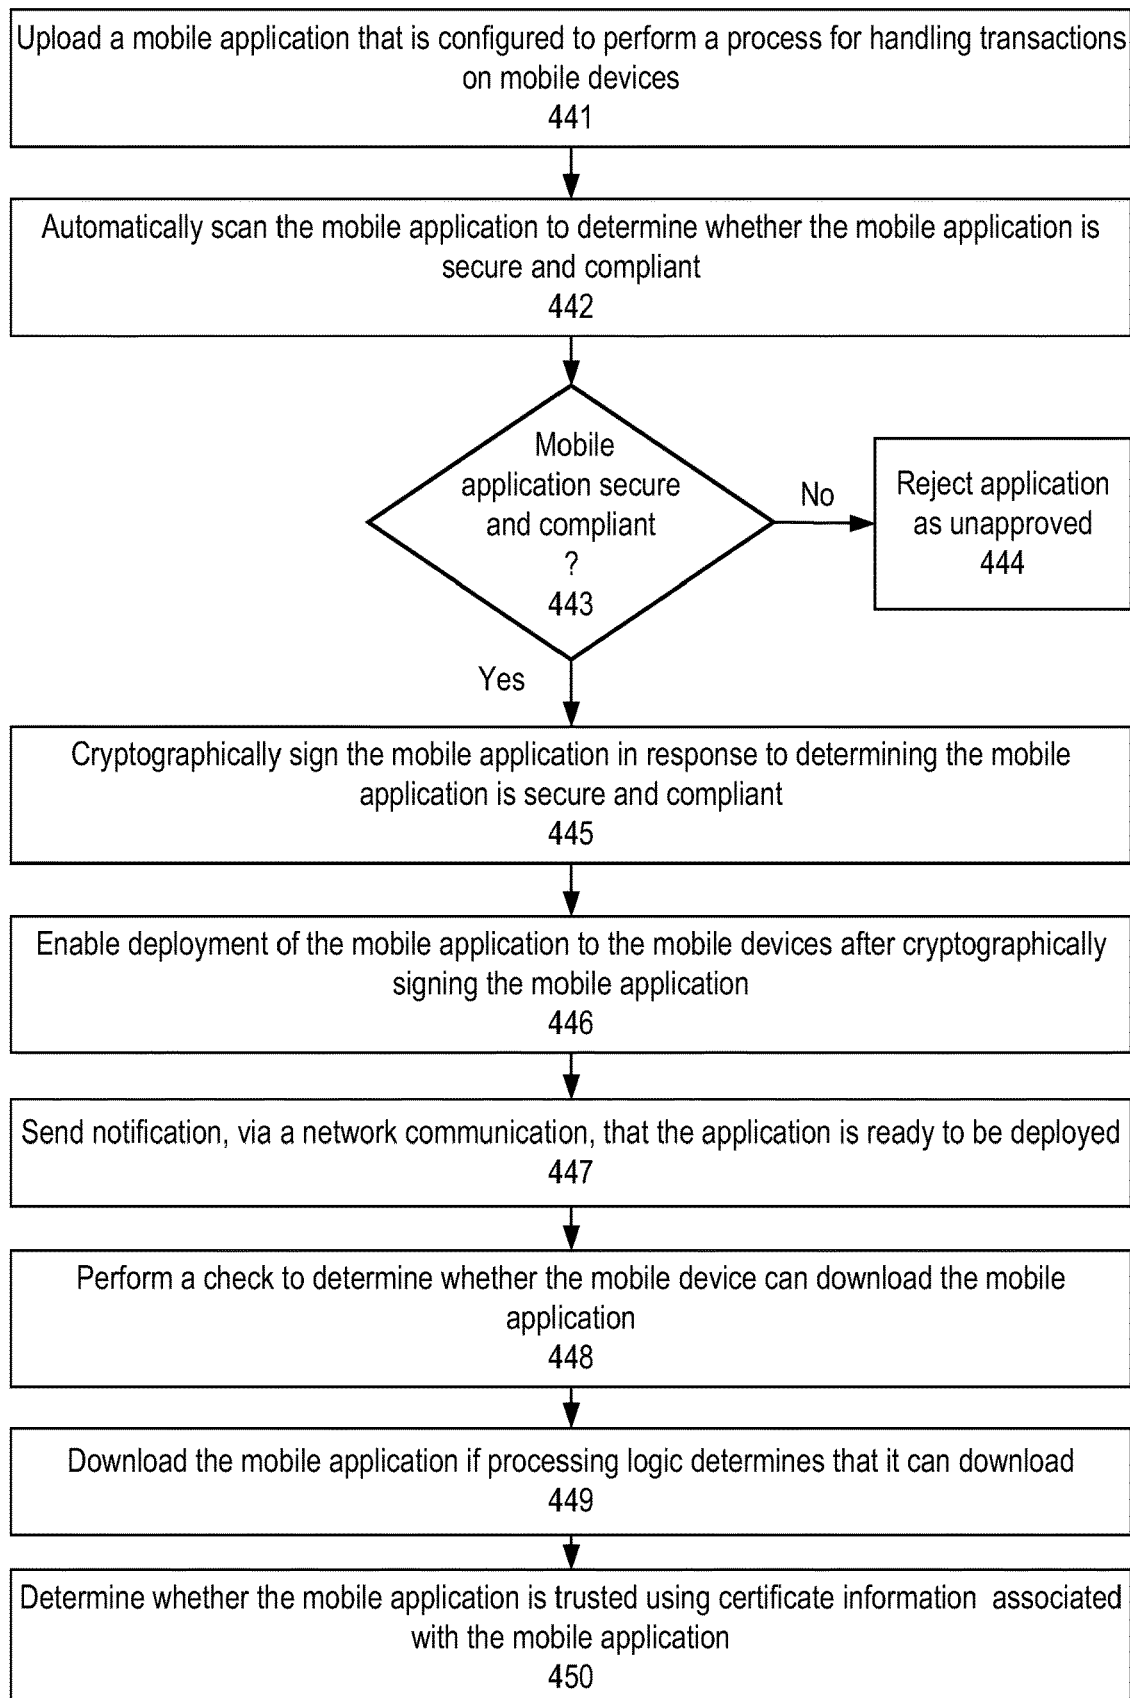 Upload a mobile application that is configured to perform a process for handling transactions
on mobile devices
441
Automatically scan the mobile application to determine whether the mobile application is
secure and compliant
442
Mobile
application secure
and compliant
?
443
No
Reject application
as unapproved
444
Yes
Cryptographically sign the mobile application in response to determining the mobile
application is secure and compliant
445
Enable deployment of the mobile application to the mobile devices after cryptographically
signing the mobile application
446
Send notification, via a network communication, that the application is ready to be deployed
447
Perform a check to determine whether the mobile device can download the mobile
application
448
Download the mobile application if processing logic determines that it can download
449
Determine whether the mobile application is trusted using certificate information associated
with the mobile application
450